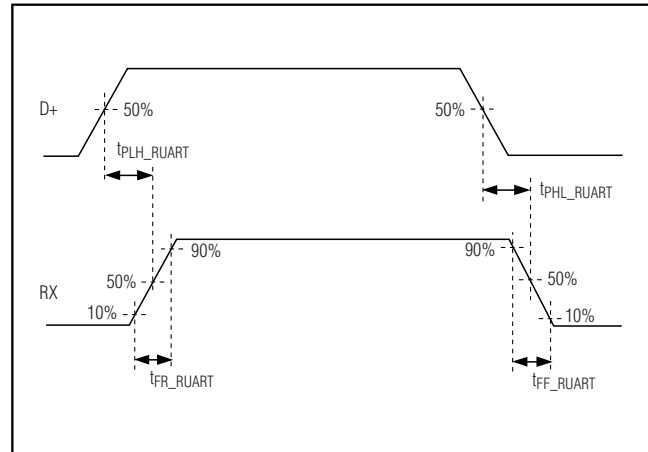 D+
50%
50%
tPLH_RUART
tPHL_RUART
90%
90%
RX
50%
50%
10%
10%
tFR_RUART
tFF_RUART